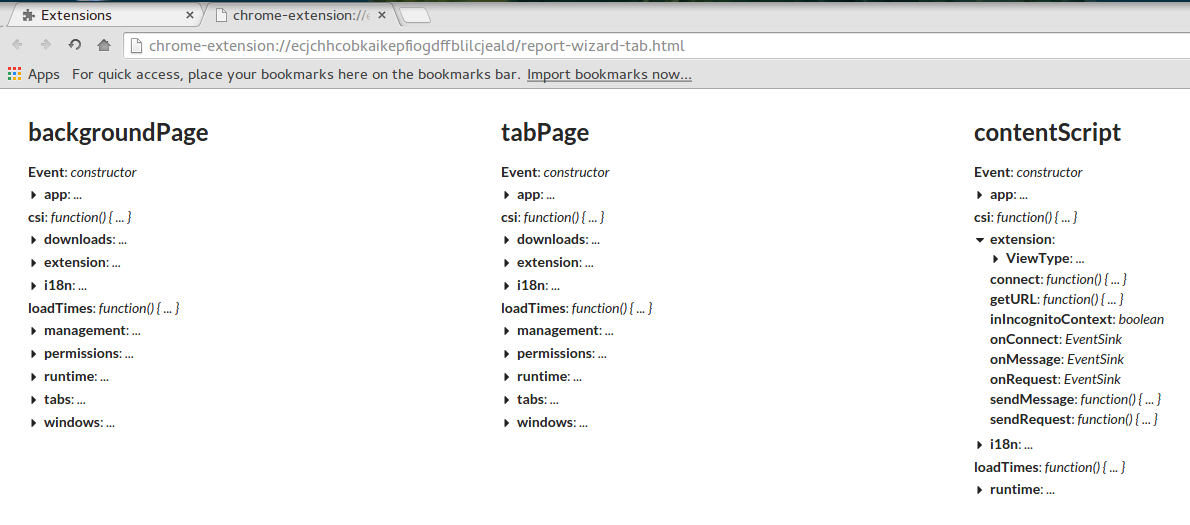 Extensions
chrome-extension://e
chrome-extension://ecjchhcobkaikepfiogdffblilcjeald/report-wizard-tab.html
Apps For quick access, place your bookmarks here on the bookmarks bar. Import bookmarks now...
backgroundPage
Event: constructor
app: ...
csi: function() { ... }
downloads: ...
extension: ...
i18n: ...
loadTimes: function() { ... }
management: ...
permissions: ...
runtime: ...
tabs: ...
windows: ...
tabPage
Event: constructor
app: ...
csi: function() { ... }
downloads: ...
extension: ...
i18n: ...
loadTimes: function() { ... }
management: ...
permissions: ...
runtime: ...
tabs: ...
windows: ...
contentScript
Event: constructor
app: ...
csi: function() { ... }
extension:
ViewType: ...
connect: function() { ... }
getURL: function() { ... }
inIncognitoContext: boolean
onConnect: EventSink
onMessage: EventSink
onRequest: EventSink
sendMessage: function() { ... }
sendRequest: function() { ... }
i18n: ...
loadTimes: function() { ... }
runtime: ...